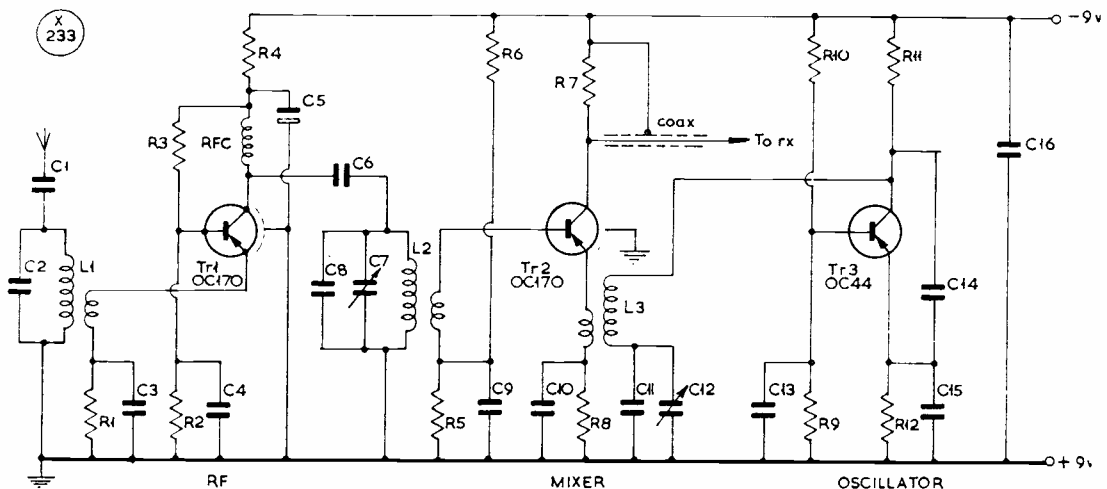 X
233
-9v
R4
R6
R10
R11
R7
C5
R3
RFC
coax
To rx
C16
C1
C6
C2
L1
Tr1
OC170
C8
C7
L2
Tr2
OC170
L3
Tr3
OC44
C14
C3
C4
C9
C10
C11
C12
C13
C15
R1
R2
R5
R8
R9
R12
+9v
RF
MIXER
OSCILLATOR